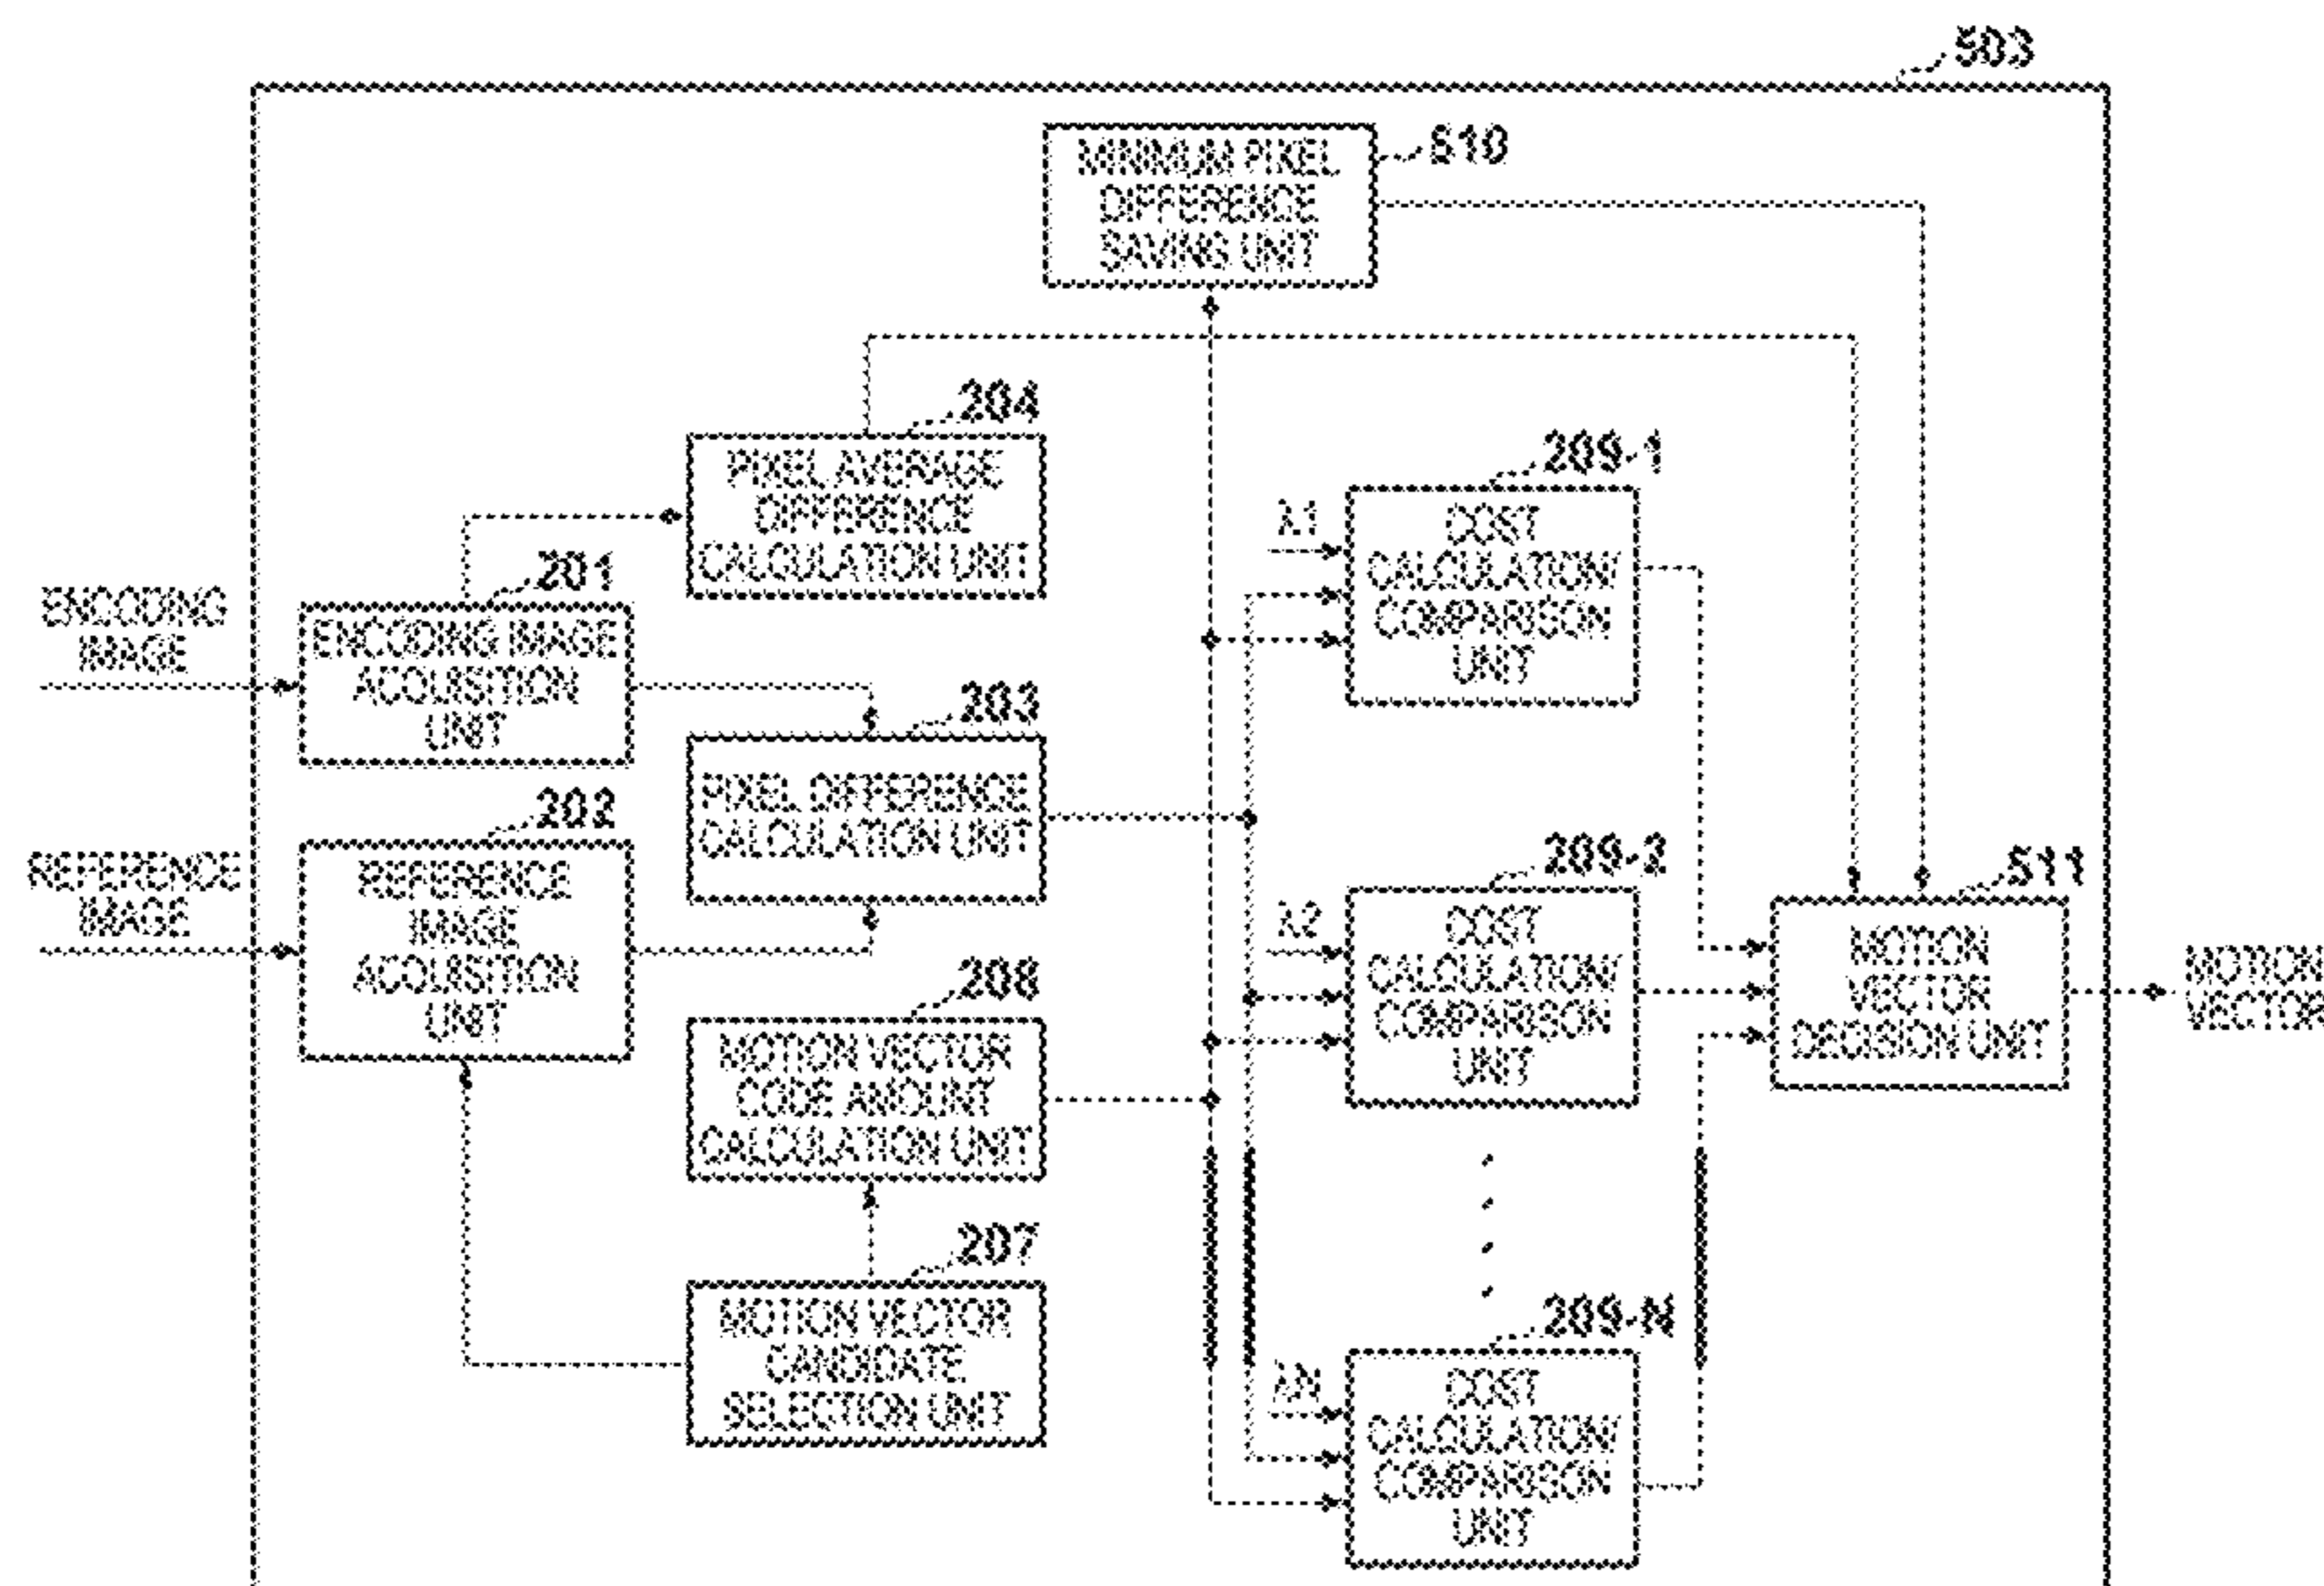 503
MINIMUM PIXEL
DIFFERENCE
SAVING UNIT
510
204
PIXEL AVERAGE
DIFFERENCE
CALCULATION UNIT
209-1
λ1
COST
CALCULATION/
COMPARISON
UNIT
ENCODING
IMAGE
201
ENCODING IMAGE
ACQUISITION
UNIT
203
PIXEL DIFFERENCE
CALCULATION UNIT
REFERENCE
IMAGE
202
REFERENCE
IMAGE
ACQUISITION
UNIT
209-2
λ2
COST
CALCULATION/
COMPARISON
UNIT
511
MOTION
VECTOR
DECISION UNIT
MOTION
VECTOR
208
MOTION VECTOR
CODE AMOUNT
CALCULATION UNIT
207
MOTION VECTOR
CANDIDATE
SELECTION UNIT
209-N
λN
COST
CALCULATION/
COMPARISON
UNIT